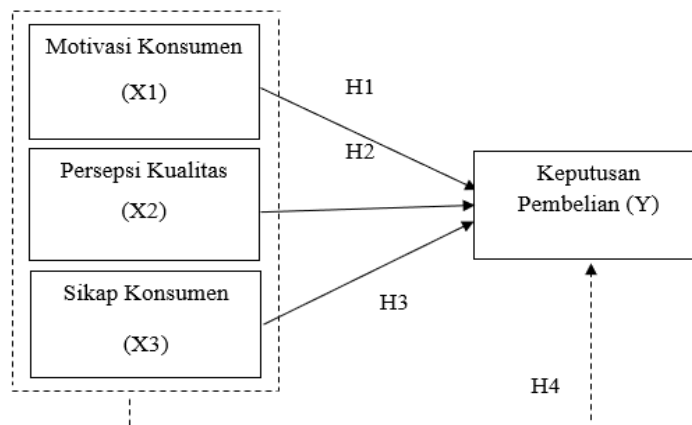 Motivasi Konsumen
(X1)
H1
H2
Persepsi Kualitas
(X2)
Keputusan
Pembelian (Y)
Sikap Konsumen
(X3)
H3
H4